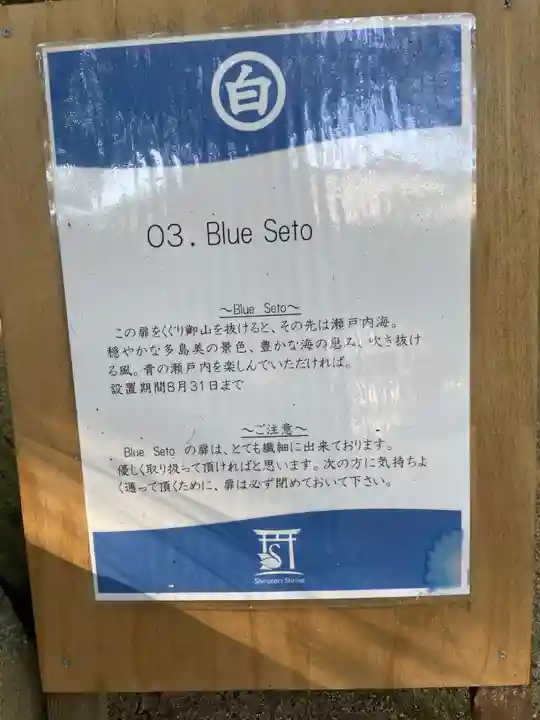 白
03. Blue Seto
～Blue Seto～
この扉をくぐり御山を抜けると、その先は瀬戸内海。
穏やかな多島美の景色、豊かな海の恵み、吹き抜け
る風。青の瀬戸内を楽しんでいただければ。
設置期間8月31日まで
～ご注意～
Blue Seto の扉は、とても繊細に出来ております。
優しく取り扱って頂ければと思います。次の方に気持ちよ
く通って頂くために、扉は必ず閉めておいて下さい。
Shirotori Shrine